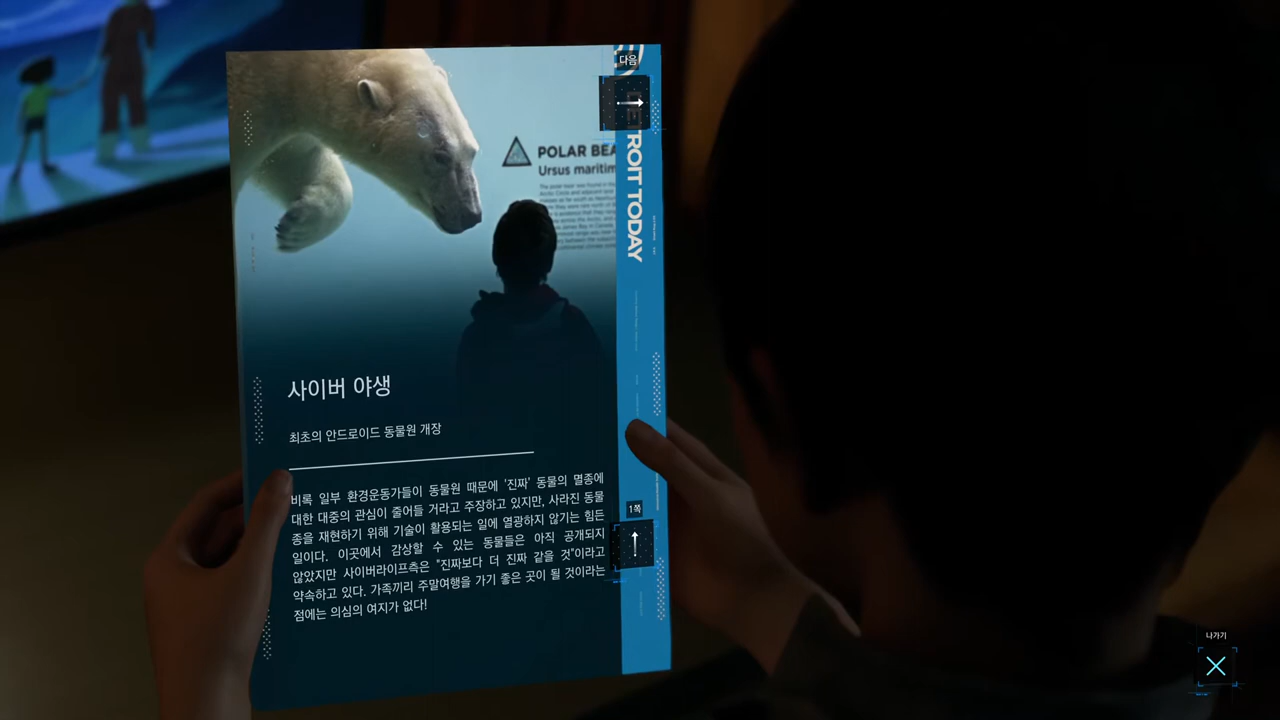 다음
DETROIT TODAY
POLAR BEA
Ursus maritim
사이버 야생
최초의 안드로이드 동물원 개장
비록 일부 환경운동가들이 동물원 때문에 '진짜' 동물의 멸종에
대한 대중의 관심이 줄어들 거라고 주장하고 있지만, 사라진 동물
종을 재현하기 위해 기술이 활용되는 일에 열광하지 않기는 힘든
일이다. 이곳에서 감상할 수 있는 동물들은 아직 공개되지
않았지만 사이버라이프측은 "진짜보다 더 진짜 같을 것"이라고
약속하고 있다. 가족끼리 주말여행을 가기 좋은 곳이 될 것이라는
점에는 의심의 여지가 없다!
1쪽
나가기